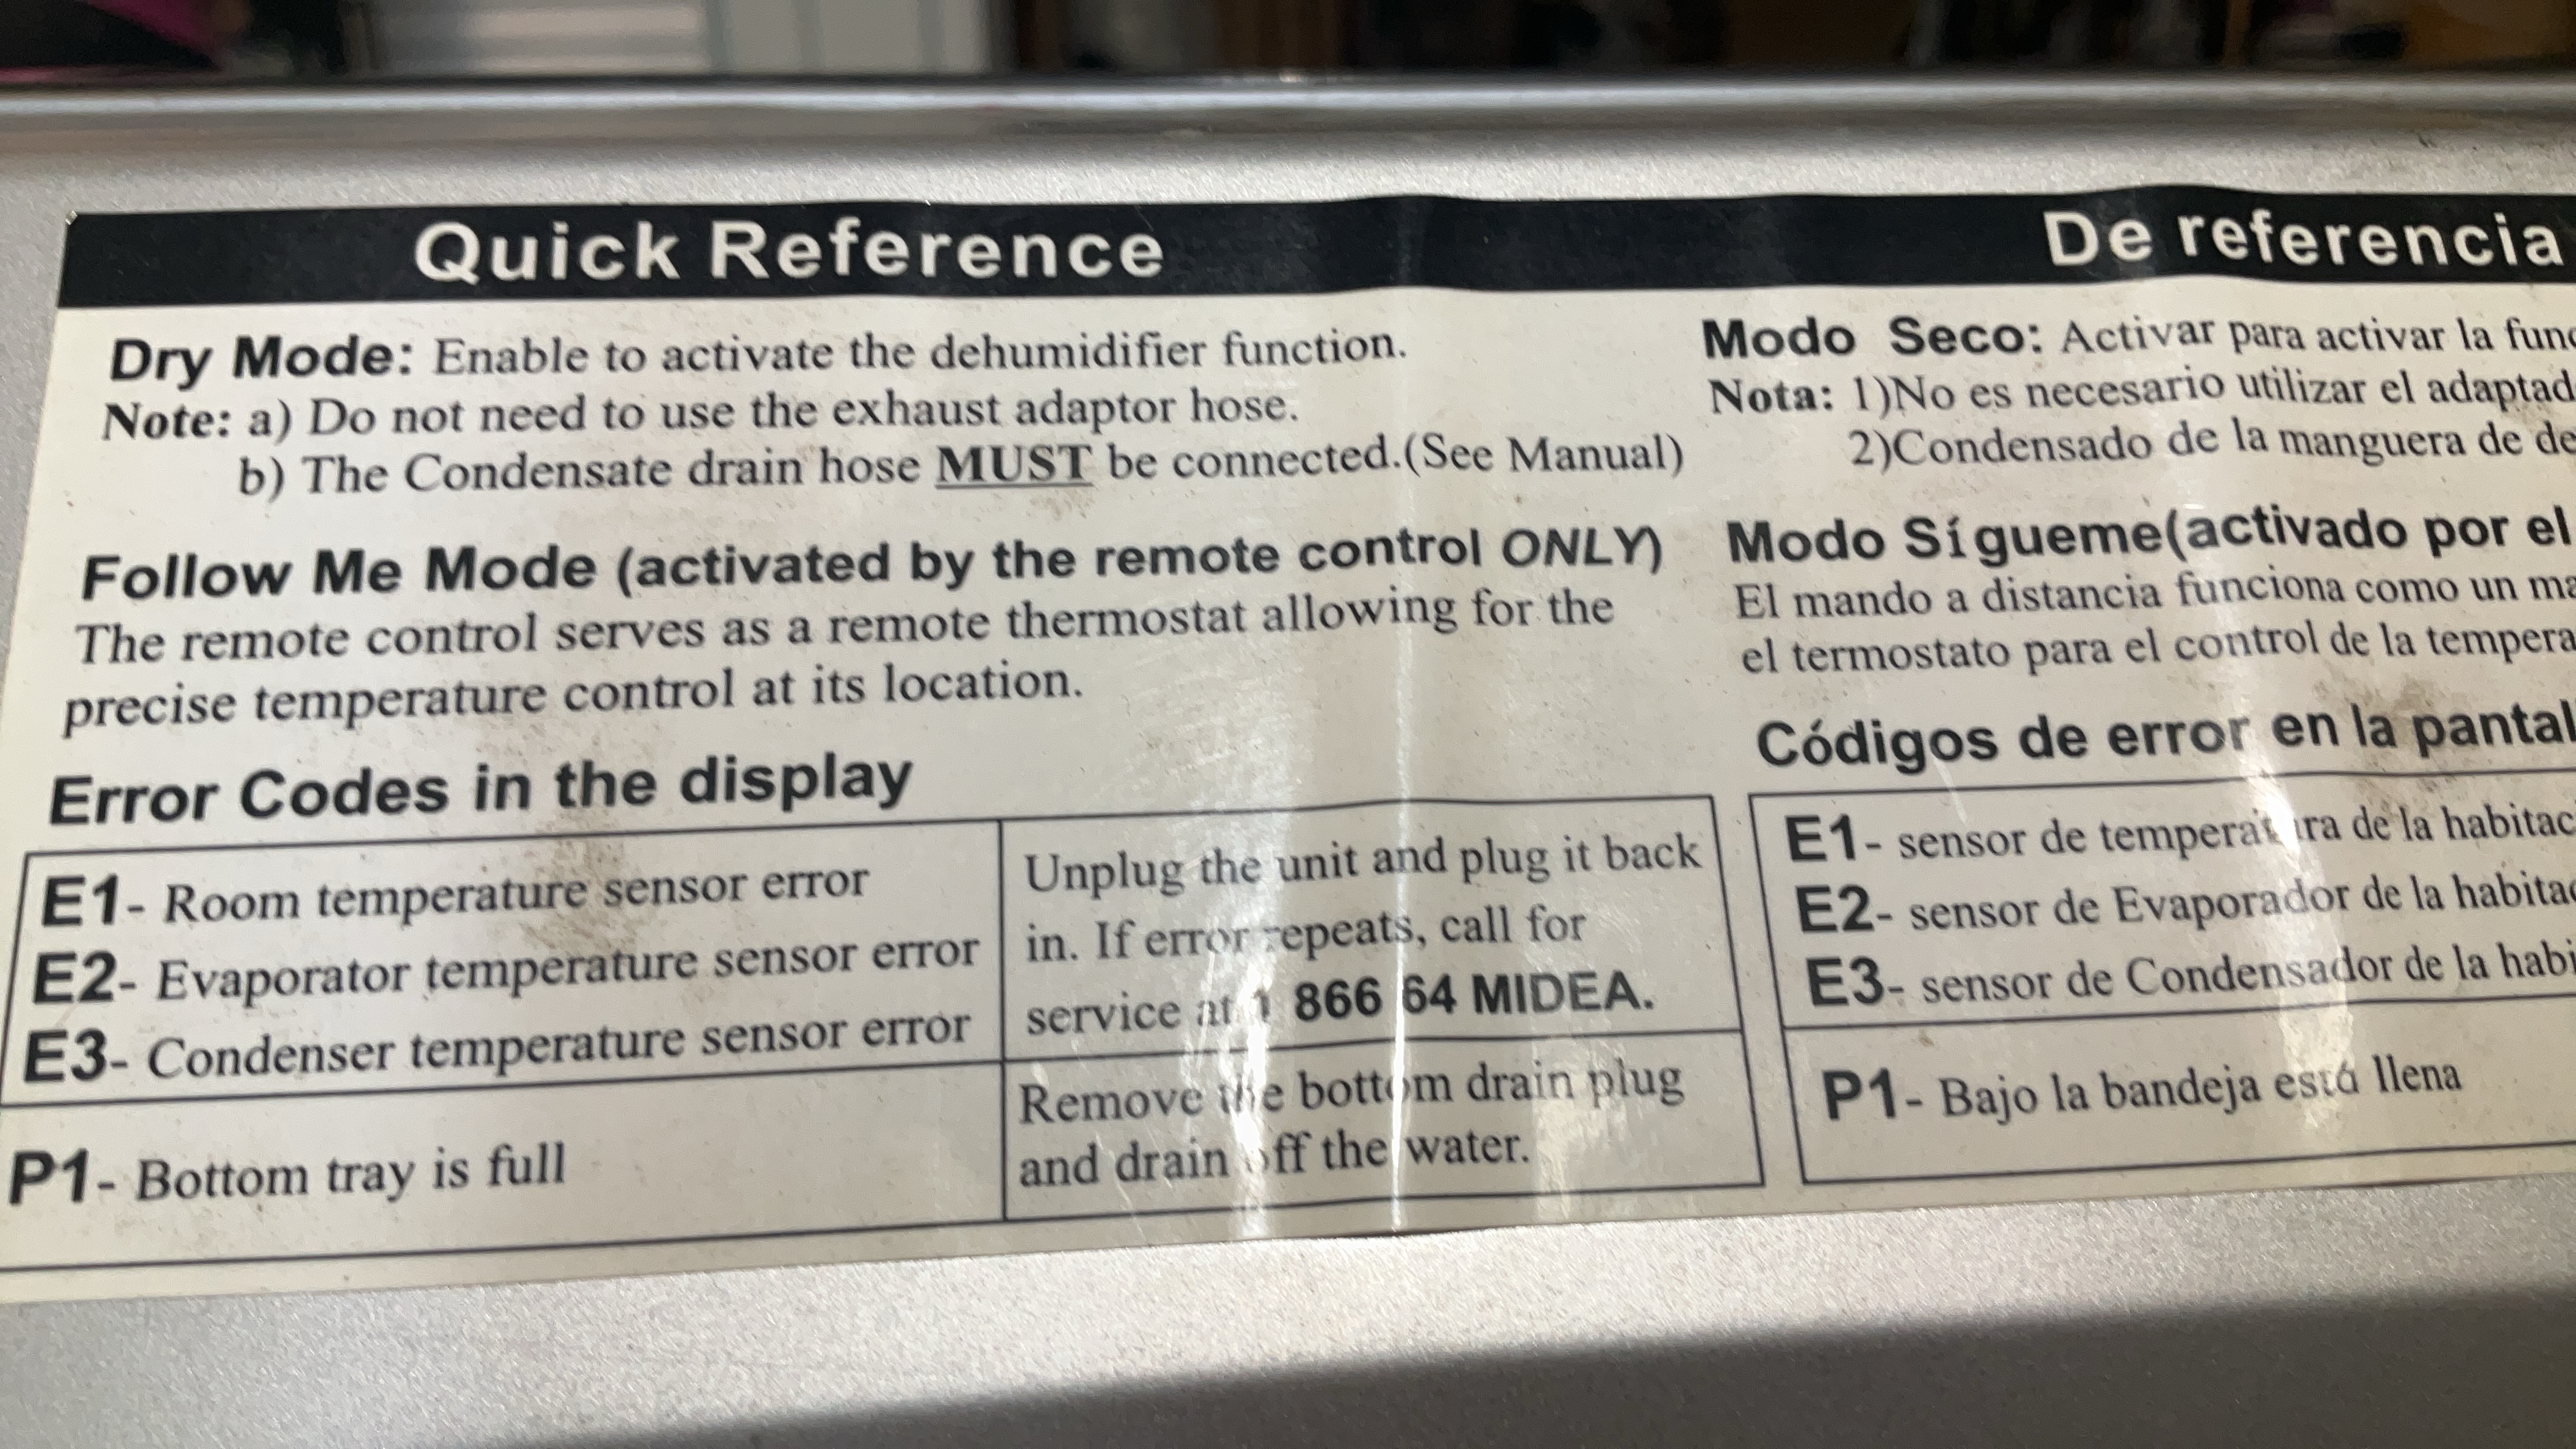 Quick Reference
Dry Mode: Enable to activate the dehumidifier function.
Note: a) Do not need to use the exhaust adaptor hose.
b) The Condensate drain hose MUST be connected.(See Manual)
Follow Me Mode (activated by the remote control ONLY)
The remote control serves as a remote thermostat allowing for the
precise temperature control at its location.
Error Codes in the display
E1- Room temperature sensor error
E2- Evaporator temperature sensor error
E3- Condenser temperature sensor error
Unplug the unit and plug it back
in. If error repeats, call for
service at 1 866 64 MIDEA.
P1- Bottom tray is full
Remove the bottom drain plug
and drain off the water.
De referencia
Modo Seco: Activar para activar la
Nota: 1)No es necesario utilizar el
2)Condensado de la manguera de
Modo Sígueme(activado por el
El mando a distancia funciona como un
el termostato para el control de la
Códigos de error en la
E1- sensor de temperatura de la
E2- sensor de Evaporador de la
E3- sensor de Condensador de la
P1- Bajo la bandeja está llena